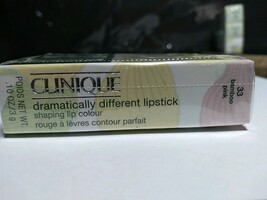 CLINIQUE
dramatically different lipstick
shaping lip colour
rouge à lèvres contour parfait
POIDS NET WT.
.10 OZ/3 g
33
bamboo
pink